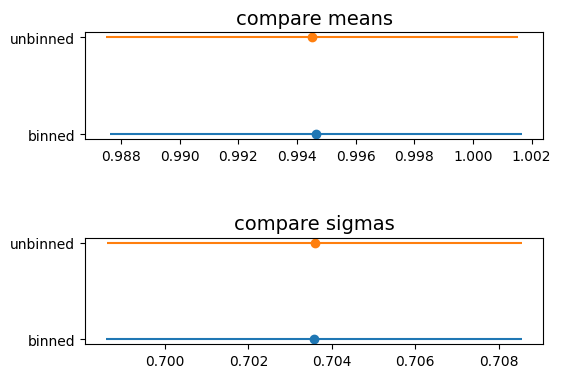 compare means
unbinned
binned
0.988 0.990 0.992 0.994 0.996 0.998 1.000 1.002
compare sigmas
unbinned
binned
0.700 0.702 0.704 0.706 0.708